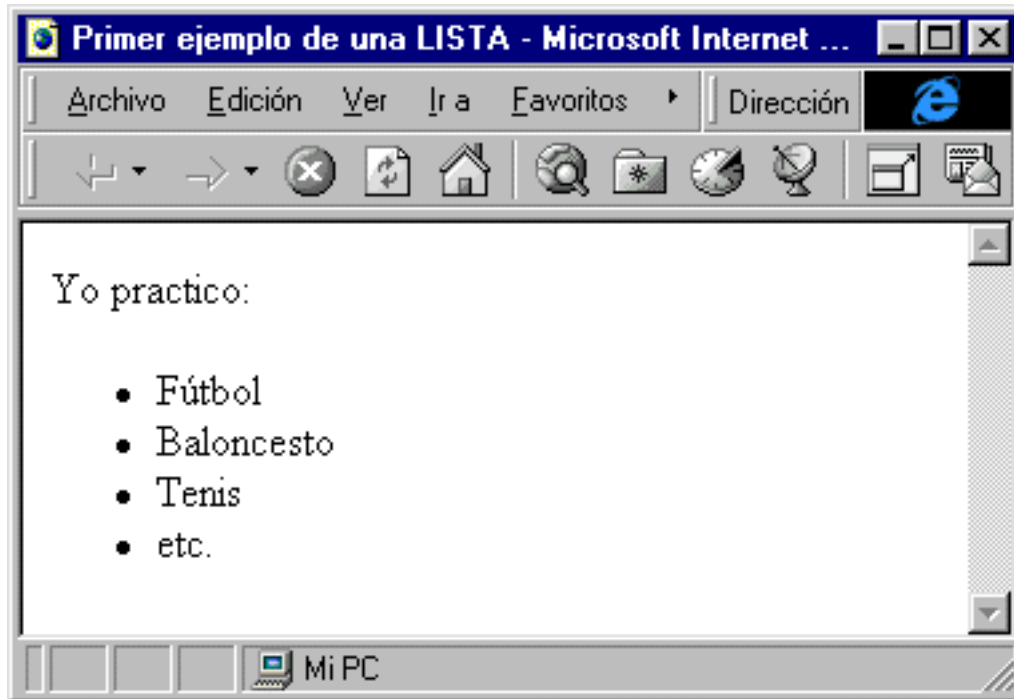 Primer ejemplo de una LISTA - Microsoft Internet ...
Archivo Edición Ver Ir a Favoritos Dirección
Yo practico:
Fútbol
Baloncesto
Tenis
etc.
Mi PC